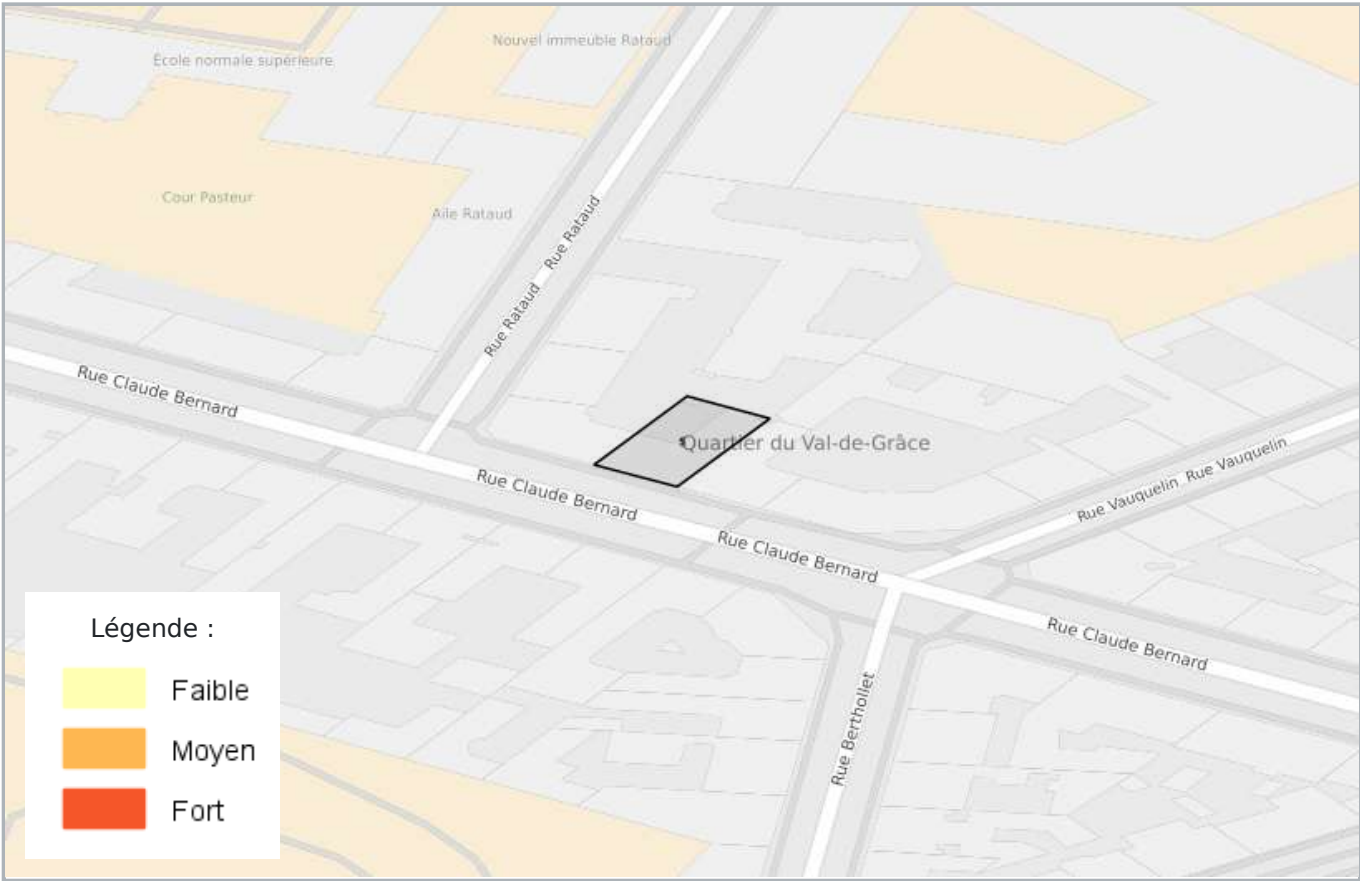 Nouvel immeuble Rataud
École normale supérieure
Cour Pasteur
Aile Rataud
Rue Rataud
Rue Rataud
Rue Claude Bernard
Quartier du Val-de-Grâce
Rue Vauquelin
Rue Vauquelin
Rue Claude Bernard
Rue Claude Bernard
Rue Claude Bernard
Rue Berthollet
Légende :
Faible
Moyen
Fort